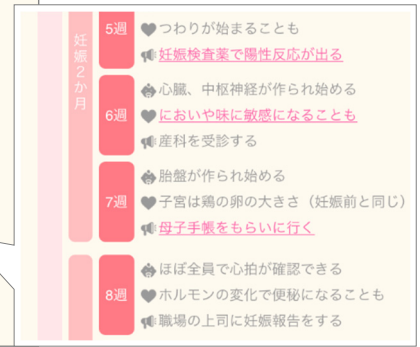 妊娠2か月
5週
つわりが始まることも
妊娠検査薬で陽性反応が出る
6週
心臓、中枢神経が作られ始める
においや味に敏感になることも
産科を受診する
7週
胎盤が作られ始める
子宮は鶏の卵の大きさ（妊娠前と同じ）
母子手帳をもらいに行く
8週
ほぼ全員で心拍が確認できる
ホルモンの変化で便秘になることも
職場の上司に妊娠報告をする